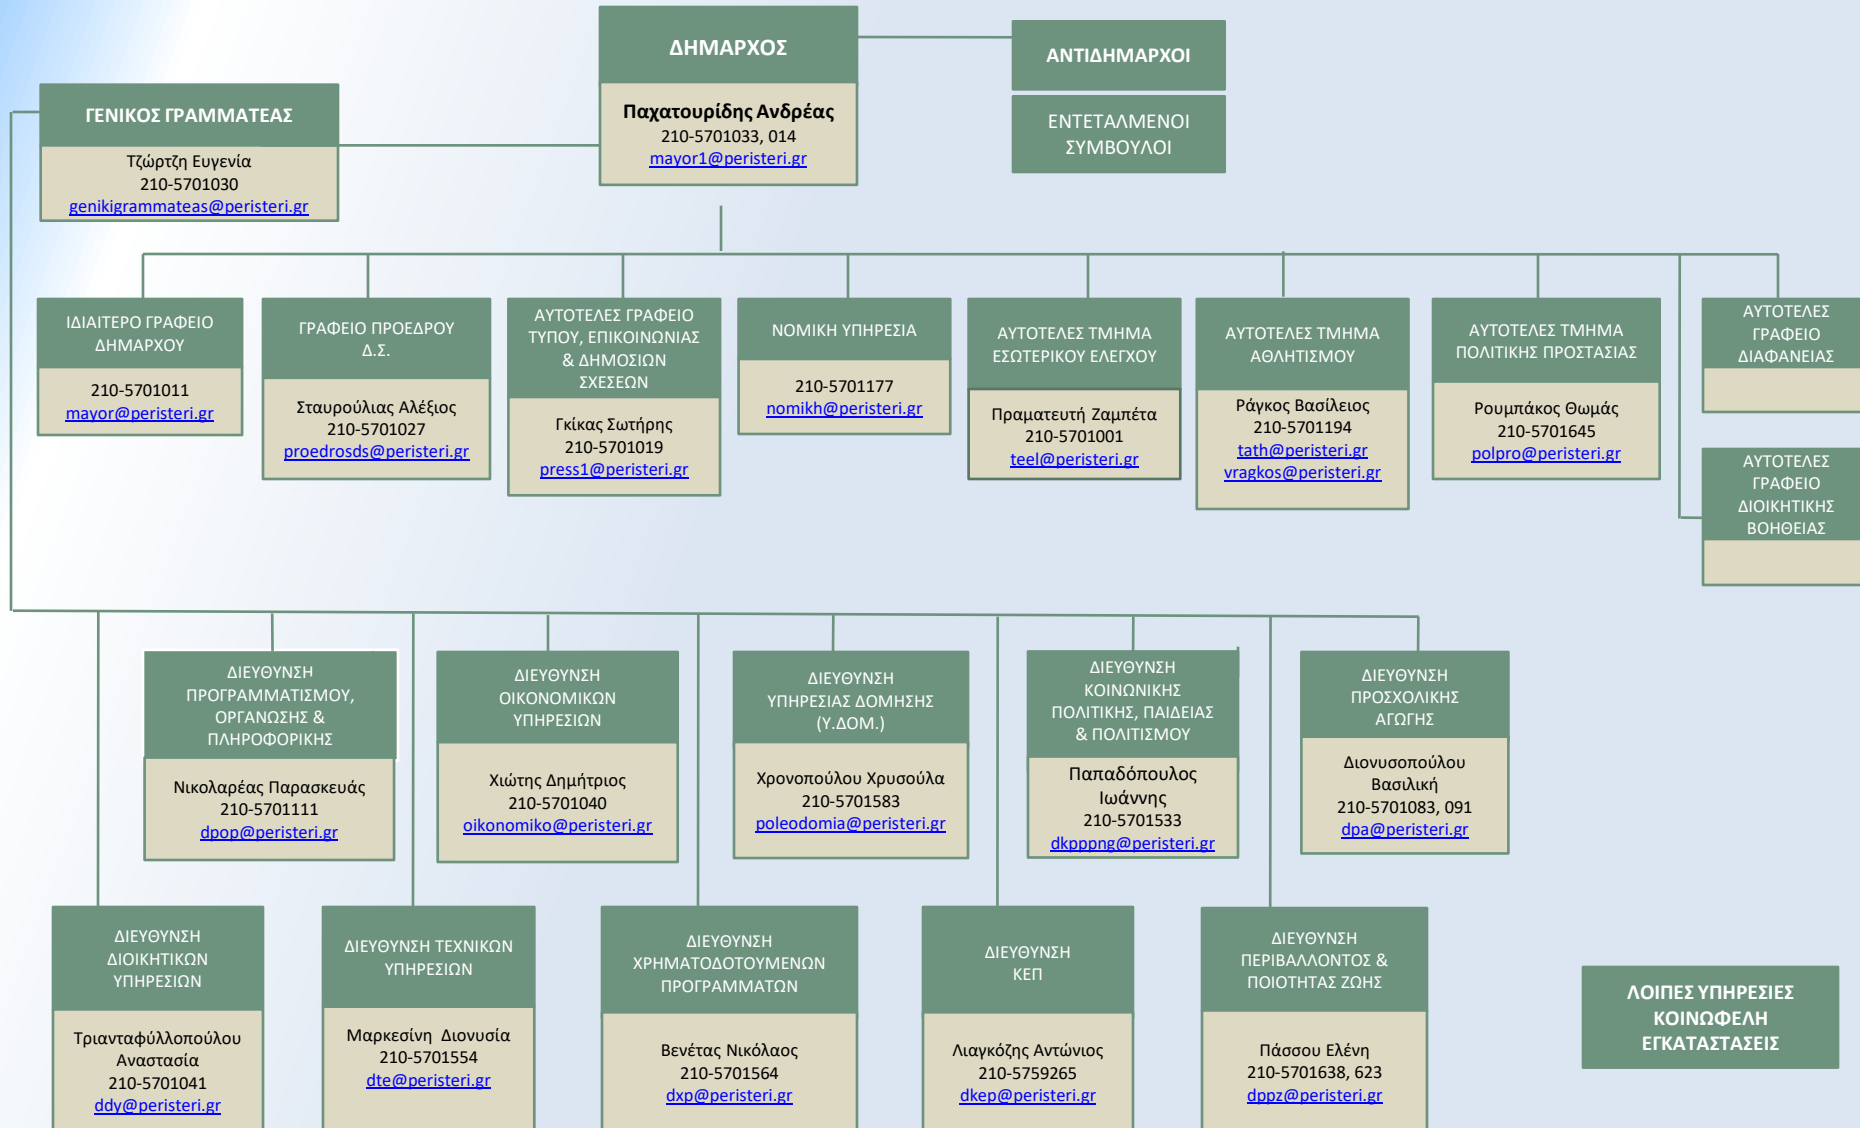 ΔΗΜΑΡΧΟΣ
Παχατουρίδης Ανδρέας
210-5701033, 014
mayor1@peristeri.gr
ΑΝΤΙΔΗΜΑΡΧΟΙ
ΕΝΤΕΤΑΛΜΕΝΟΙ
ΣΥΜΒΟΥΛΟΙ
ΓΕΝΙΚΟΣ ΓΡΑΜΜΑΤΕΑΣ
Τζώρτζη Ευγενία
210-5701030
genikigrammateas@peristeri.gr
ΙΔΙΑΙΤΕΡΟ ΓΡΑΦΕΙΟ
ΔΗΜΑΡΧΟΥ
210-5701011
mayor@peristeri.gr
ΓΡΑΦΕΙΟ ΠΡΟΕΔΡΟΥ
Δ.Σ.
Σταυρούλιας Αλέξιος
210-5701027
proedrosds@peristeri.gr
ΑΥΤΟΤΕΛΕΣ ΓΡΑΦΕΙΟ
ΤΥΠΟΥ, ΕΠΙΚΟΙΝΩΝΙΑΣ
& ΔΗΜΟΣΙΩΝ
ΣΧΕΣΕΩΝ
Γκίκας Σωτήρης
210-5701019
press1@peristeri.gr
ΝΟΜΙΚΗ ΥΠΗΡΕΣΙΑ
210-5701177
nomikh@peristeri.gr
ΑΥΤΟΤΕΛΕΣ ΤΜΗΜΑ
ΕΣΩΤΕΡΙΚΟΥ ΕΛΕΓΧΟΥ
Πραματευτή Ζαμπέτα
210-5701001
teel@peristeri.gr
ΑΥΤΟΤΕΛΕΣ ΤΜΗΜΑ
ΑΘΛΗΤΙΣΜΟΥ
Ράγκος Βασίλειος
210-5701194
tath@peristeri.gr
vragkos@peristeri.gr
ΑΥΤΟΤΕΛΕΣ ΤΜΗΜΑ
ΠΟΛΙΤΙΚΗΣ ΠΡΟΣΤΑΣΙΑΣ
Ρουμπάκος Θωμάς
210-5701645
polpro@peristeri.gr
ΑΥΤΟΤΕΛΕΣ
ΓΡΑΦΕΙΟ
ΔΙΑΦΑΝΕΙΑΣ
ΑΥΤΟΤΕΛΕΣ
ΓΡΑΦΕΙΟ
ΔΙΟΙΚΗΤΙΚΗΣ
ΒΟΗΘΕΙΑΣ
ΔΙΕΥΘΥΝΣΗ
ΠΡΟΓΡΑΜΜΑΤΙΣΜΟΥ,
ΟΡΓΑΝΩΣΗΣ &
ΠΛΗΡΟΦΟΡΙΚΗΣ
Νικολαρέας Παρασκευάς
210-5701111
dpop@peristeri.gr
ΔΙΕΥΘΥΝΣΗ
ΟΙΚΟΝΟΜΙΚΩΝ
ΥΠΗΡΕΣΙΩΝ
Χιώτης Δημήτριος
210-5701040
oikonomiko@peristeri.gr
ΔΙΕΥΘΥΝΣΗ
ΥΠΗΡΕΣΙΑΣ ΔΟΜΗΣΗΣ
(Υ.ΔΟΜ.)
Χρονοπούλου Χρυσούλα
210-5701583
poleodomia@peristeri.gr
ΔΙΕΥΘΥΝΣΗ
ΚΟΙΝΩΝΙΚΗΣ
ΠΟΛΙΤΙΚΗΣ, ΠΑΙΔΕΙΑΣ
& ΠΟΛΙΤΙΣΜΟΥ
Παπαδόπουλος
Ιωάννης
210-5701533
dkpppng@peristeri.gr
ΔΙΕΥΘΥΝΣΗ
ΠΡΟΣΧΟΛΙΚΗΣ
ΑΓΩΓΗΣ
Διονυσοπούλου
Βασιλική
210-5701083, 091
dpa@peristeri.gr
ΔΙΕΥΘΥΝΣΗ
ΔΙΟΙΚΗΤΙΚΩΝ
ΥΠΗΡΕΣΙΩΝ
Τριανταφύλλοπούλου
Αναστασία
210-5701041
ddy@peristeri.gr
ΔΙΕΥΘΥΝΣΗ ΤΕΧΝΙΚΩΝ
ΥΠΗΡΕΣΙΩΝ
Μαρκεσίνη Διονυσία
210-5701554
dte@peristeri.gr
ΔΙΕΥΘΥΝΣΗ
ΧΡΗΜΑΤΟΔΟΤΟΥΜΕΝΩΝ
ΠΡΟΓΡΑΜΜΑΤΩΝ
Βενέτας Νικόλαος
210-5701564
dxp@peristeri.gr
ΔΙΕΥΘΥΝΣΗ
ΚΕΠ
Λιαγκόζης Αντώνιος
210-5759265
dkep@peristeri.gr
ΔΙΕΥΘΥΝΣΗ
ΠΕΡΙΒΑΛΛΟΝΤΟΣ &
ΠΟΙΟΤΗΤΑΣ ΖΩΗΣ
Πάσσου Ελένη
210-5701638, 623
dppz@peristeri.gr
ΛΟΙΠΕΣ ΥΠΗΡΕΣΙΕΣ
ΚΟΙΝΩΦΕΛΗ
ΕΓΚΑΤΑΣΤΑΣΕΙΣ